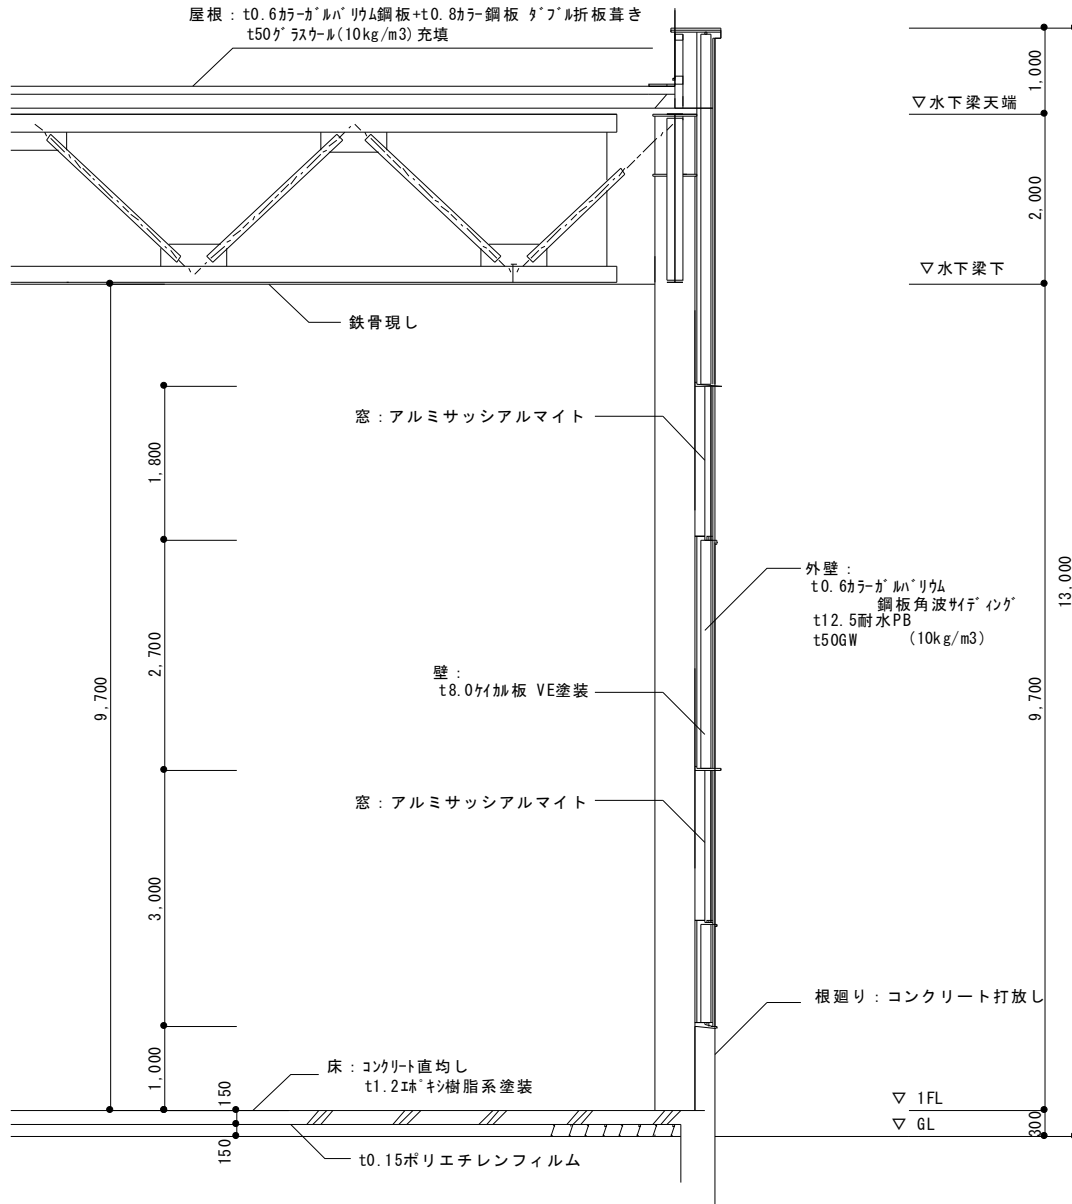 屋根：t0.6ｶﾗｰｶﾞﾙﾊﾞﾘｳﾑ鋼板+t0.8ｶﾗｰ鋼板 ﾀﾞﾌﾞﾙ折板葺き
t50ｸﾞﾗｽｳｰﾙ(10kg/m3)充填
1,000
▽水下梁天端
2,000
▽水下梁下
鉄骨現し
窓：アルミサッシアルマイト
1,800
外壁：
t0.6ｶﾗｰｶﾞﾙﾊﾞﾘｳﾑ
鋼板角波ｻｲﾃﾞｨﾝｸﾞ
t12.5耐水PB
t50GW (10kg/m3)
13,000
2,700
壁：
t8.0ｹｲｶﾙ板 VE塗装
9,700
9,700
窓：アルミサッシアルマイト
3,000
根廻り：コンクリート打放し
1,000
床：ｺﾝｸﾘｰﾄ直均し
t1.2ｴﾎﾟｷｼ樹脂系塗装
150
▽ 1FL
▽ GL
300
150
t0.15ポリエチレンフィルム